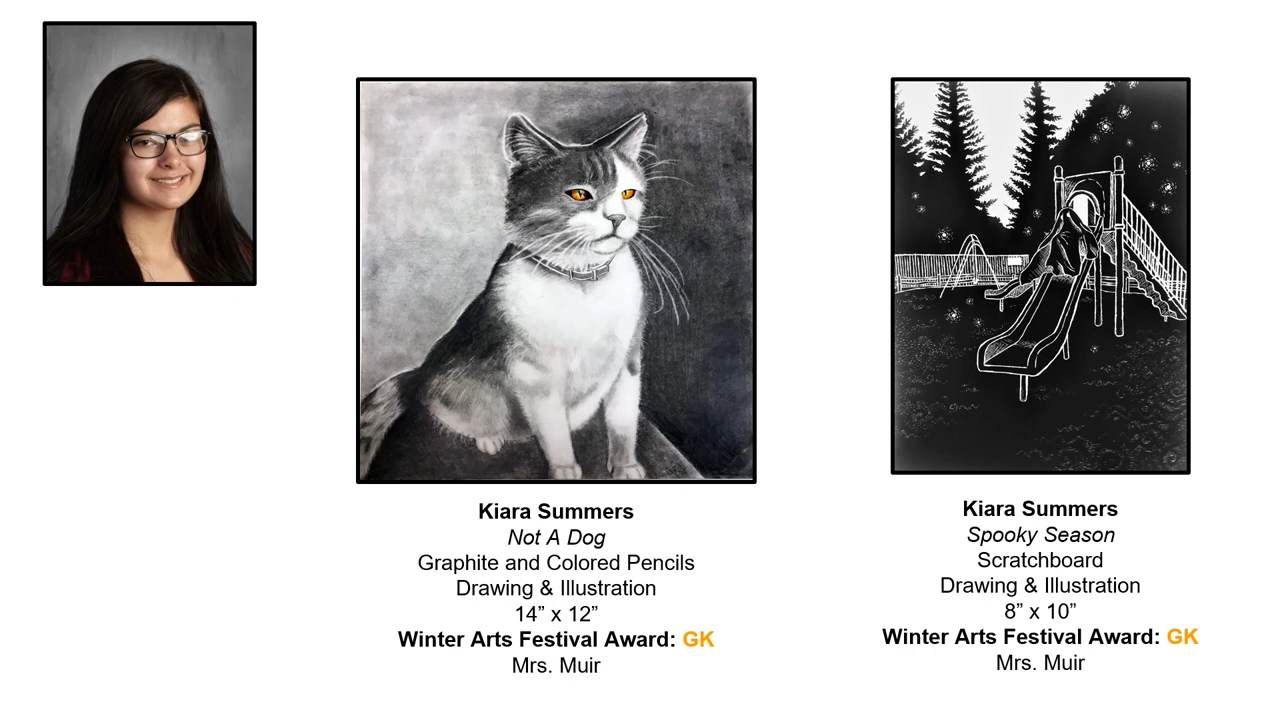 Kiara Summers
Not A Dog
Graphite and Colored Pencils
Drawing & Illustration
14” x 12”
Winter Arts Festival Award: GK
Mrs. Muir
Kiara Summers
Spooky Season
Scratchboard
Drawing & Illustration
8” x 10”
Winter Arts Festival Award: GK
Mrs. Muir